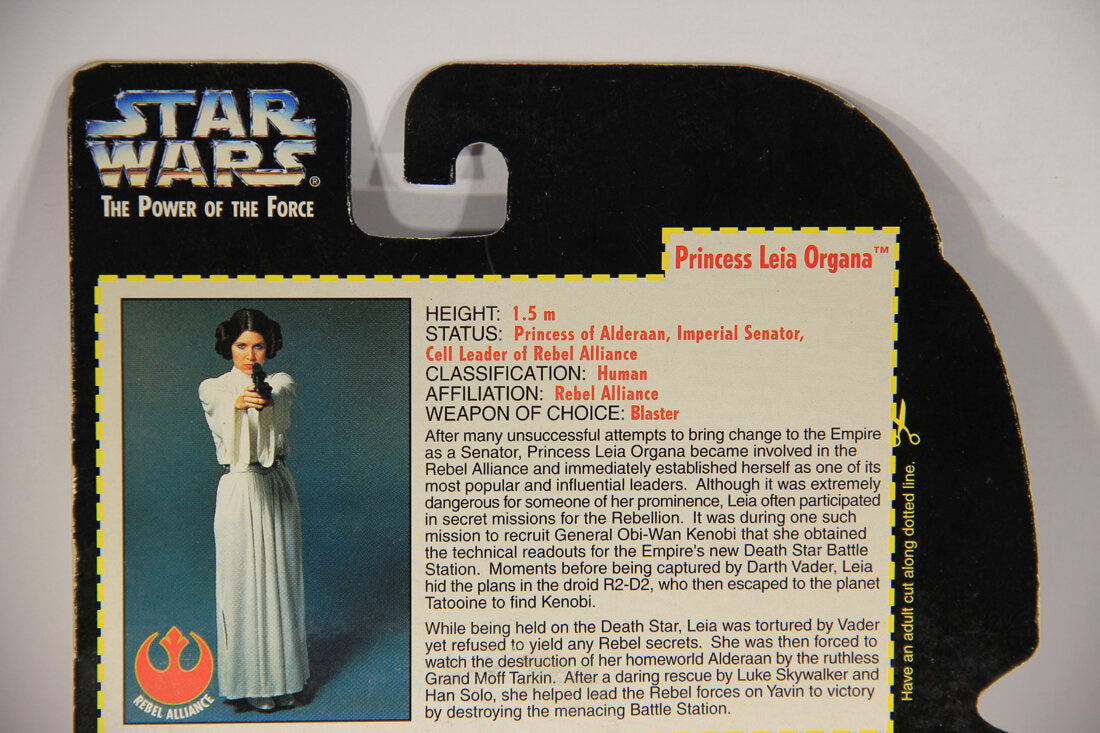 STAR
WARS®
THE POWER OF THE FORCE
Princess Leia Organa™
HEIGHT: 1.5 m
STATUS: Princess of Alderaan, Imperial Senator,
Cell Leader of Rebel Alliance
CLASSIFICATION: Human
AFFILIATION: Rebel Alliance
WEAPON OF CHOICE: Blaster
After many unsuccessful attempts to bring change to the Empire
as a Senator, Princess Leia Organa became involved in the
Rebel Alliance and immediately established herself as one of its
most popular and influential leaders. Although it was extremely
dangerous for someone of her prominence, Leia often participated
in secret missions for the Rebellion. It was during one such
mission to recruit General Obi-Wan Kenobi that she obtained
the technical readouts for the Empire's new Death Star Battle
Station. Moments before being captured by Darth Vader, Leia
hid the plans in the droid R2-D2, who then escaped to the planet
Tatooine to find Kenobi.
While being held on the Death Star, Leia was tortured by Vader
yet refused to yield any Rebel secrets. She was then forced to
watch the destruction of her homeworld Alderaan by the ruthless
Grand Moff Tarkin. After a daring rescue by Luke Skywalker and
Han Solo, she helped lead the Rebel forces on Yavin to victory
by destroying the menacing Battle Station.
REBEL ALLIANCE
Have an adult cut along dotted line.